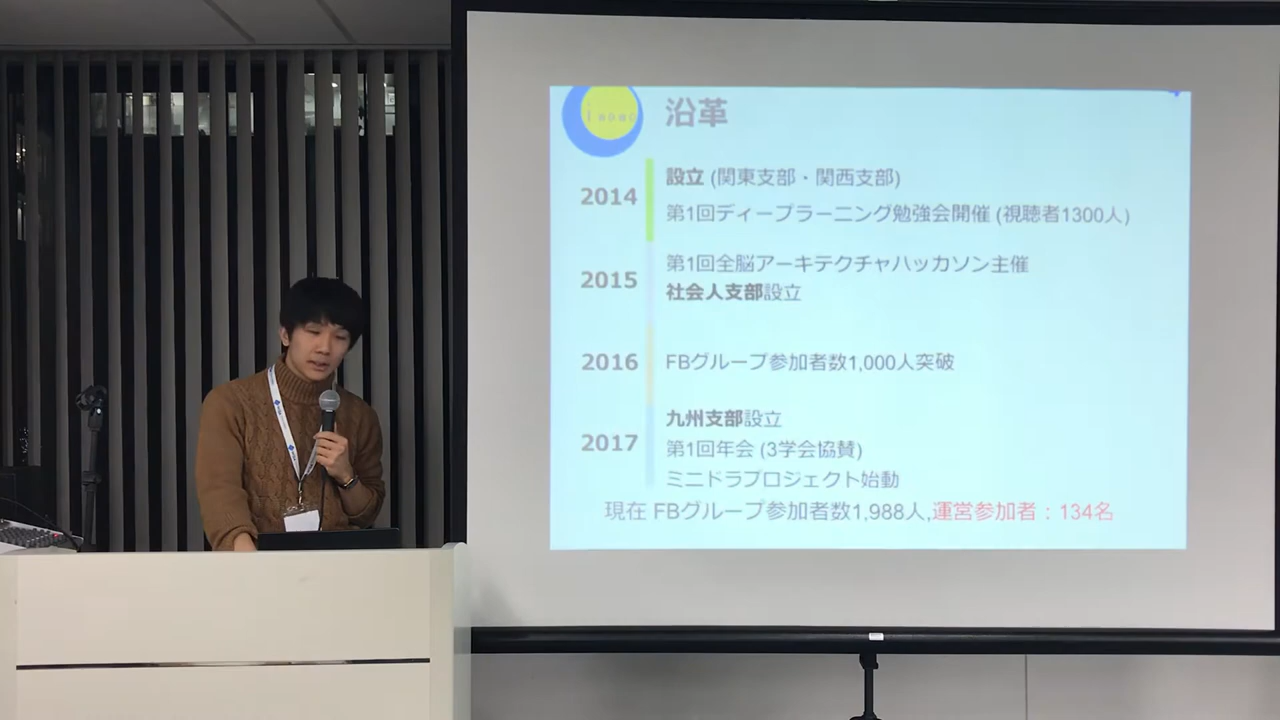 沿革
2014
設立 (関東支部・関西支部)
第1回ディープラーニング勉強会開催 (視聴者1300人)
2015
第1回全脳アーキテクチャハッカソン主催
社会人支部設立
2016
FBグループ参加者数1,000人突破
2017
九州支部設立
第1回年会 (3学会協賛)
ミニドラプロジェクト始動
現在 FBグループ参加者数1,988人,運営参加者：134名